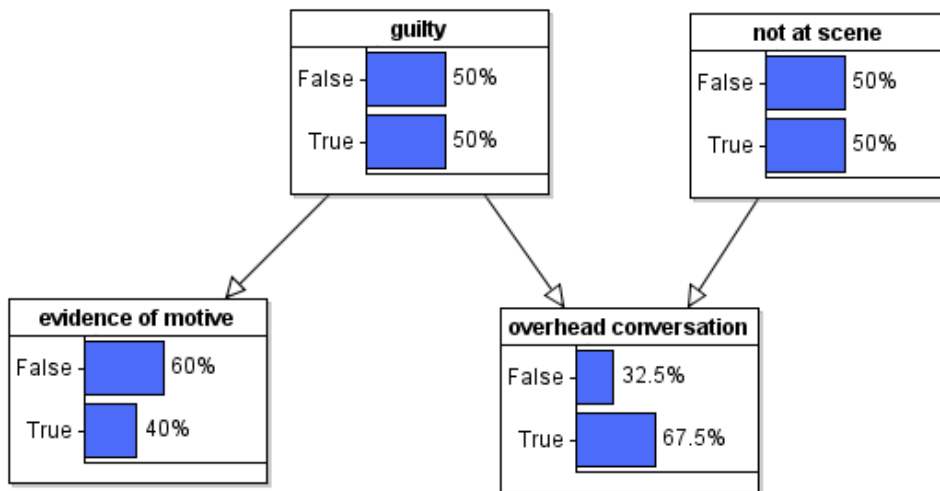 guilty
False 50%
True 50%
not at scene
False 50%
True 50%
evidence of motive
False 60%
True 40%
overhead conversation
False 32.5%
True 67.5%